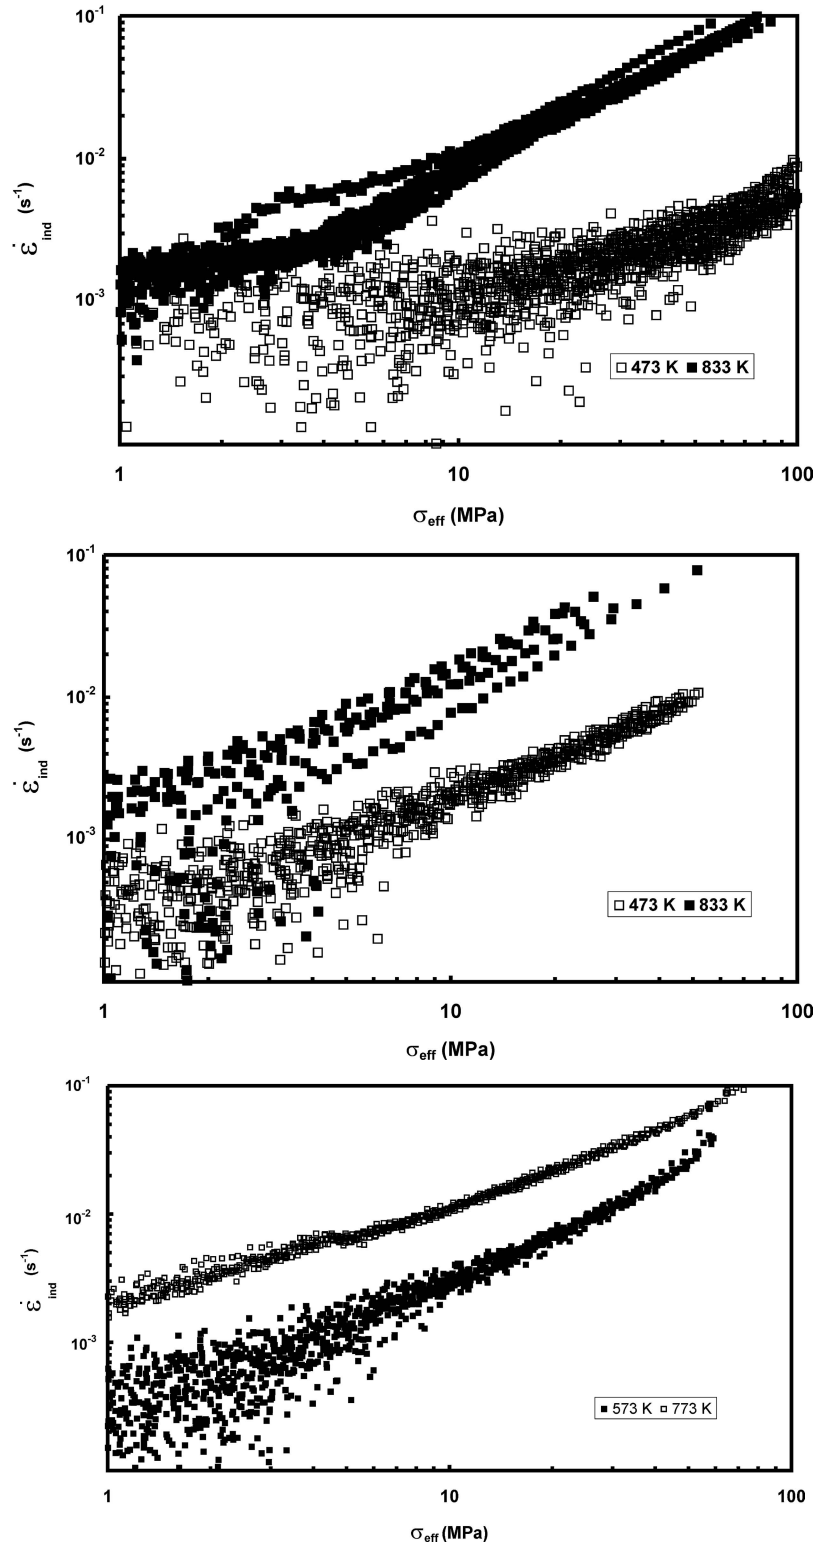 10⁻¹
10⁻²
10⁻³
ε̇ ind (s⁻¹)
□ 473 K ■ 833 K
1 10 100
σeff (MPa)
10⁻¹
10⁻²
10⁻³
ε̇ ind (s⁻¹)
□ 473 K ■ 833 K
1 10 100
σeff (MPa)
10⁻¹
10⁻²
10⁻³
ε̇ ind (s⁻¹)
■ 573 K □ 773 K
1 10 100
σeff (MPa)